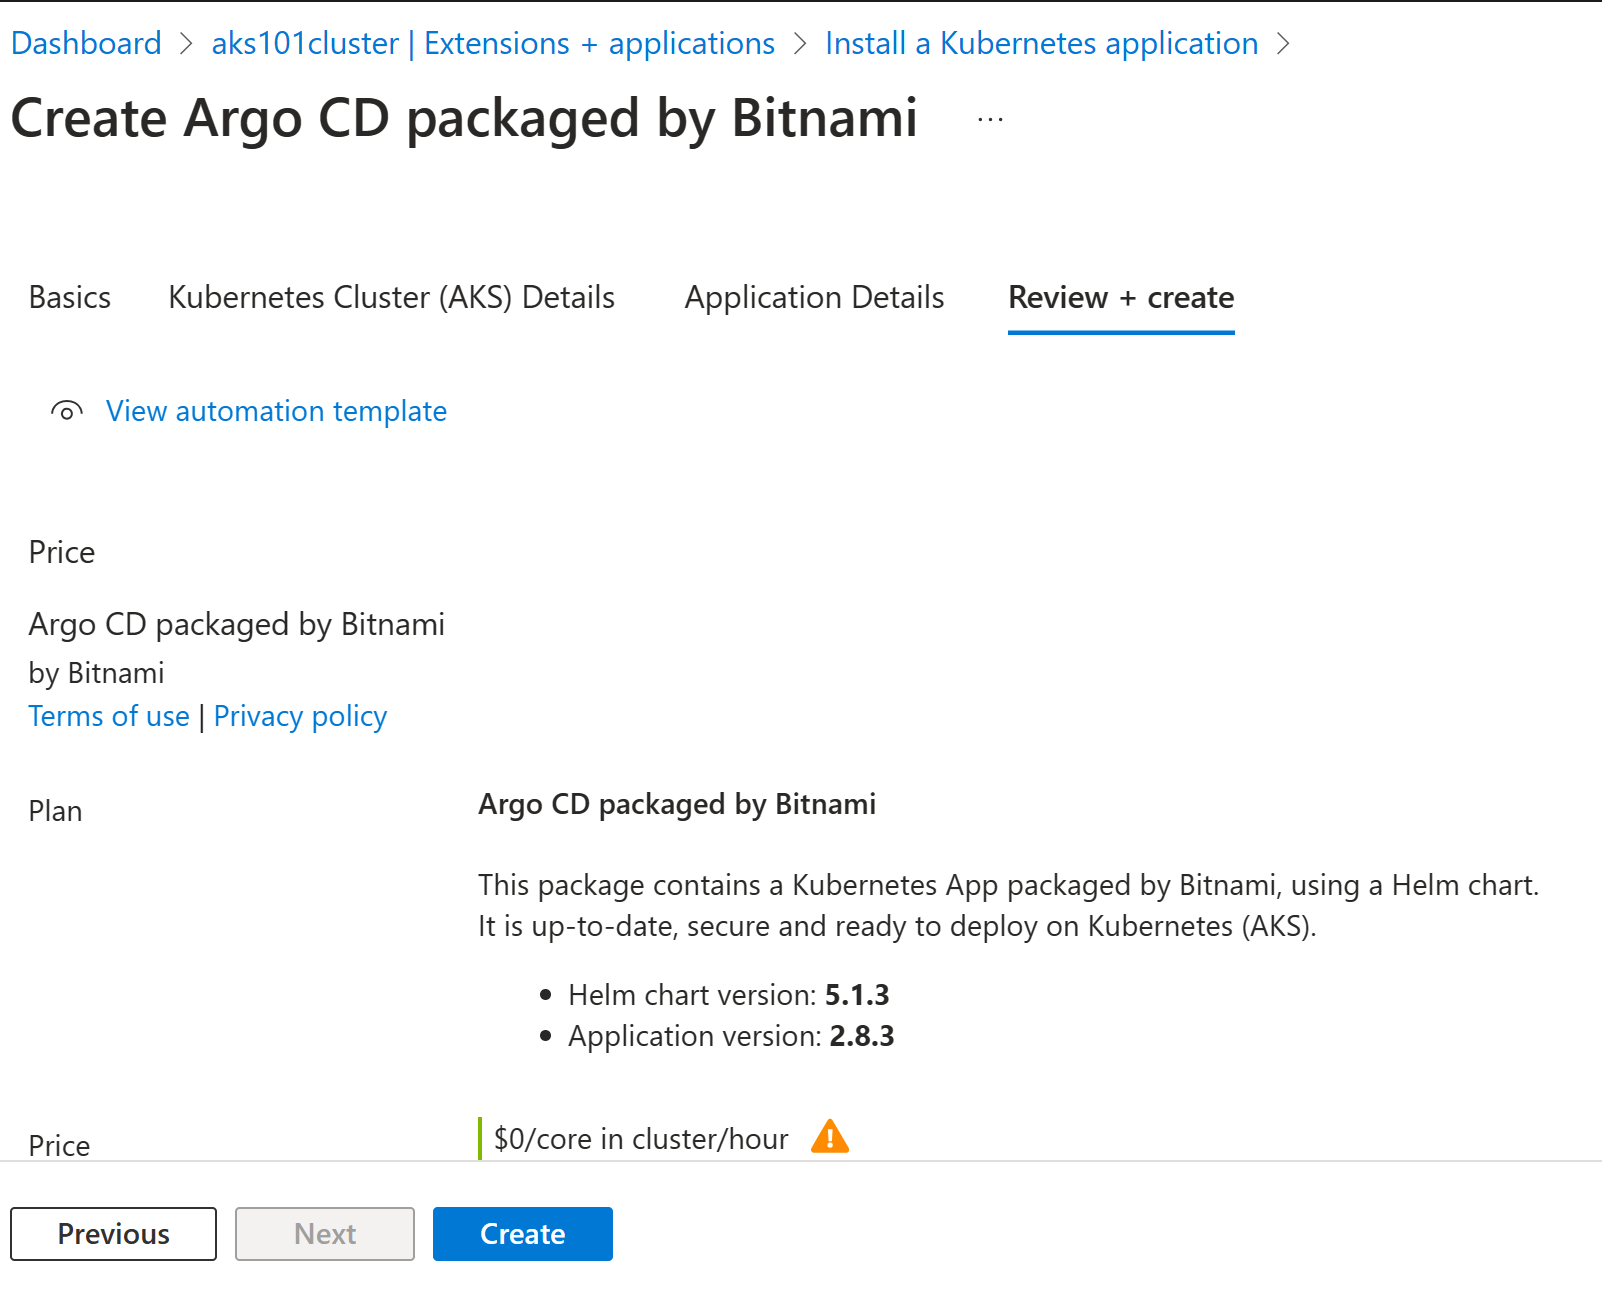 Dashboard > aks101cluster | Extensions + applications > Install a Kubernetes application >
Create Argo CD packaged by Bitnami ...
Basics Kubernetes Cluster (AKS) Details Application Details Review + create
View automation template
Price
Argo CD packaged by Bitnami
by Bitnami
Terms of use | Privacy policy
Plan
Argo CD packaged by Bitnami
This package contains a Kubernetes App packaged by Bitnami, using a Helm chart.
It is up-to-date, secure and ready to deploy on Kubernetes (AKS).
• Helm chart version: 5.1.3
• Application version: 2.8.3
Price $0/core in cluster/hour
Previous Next Create